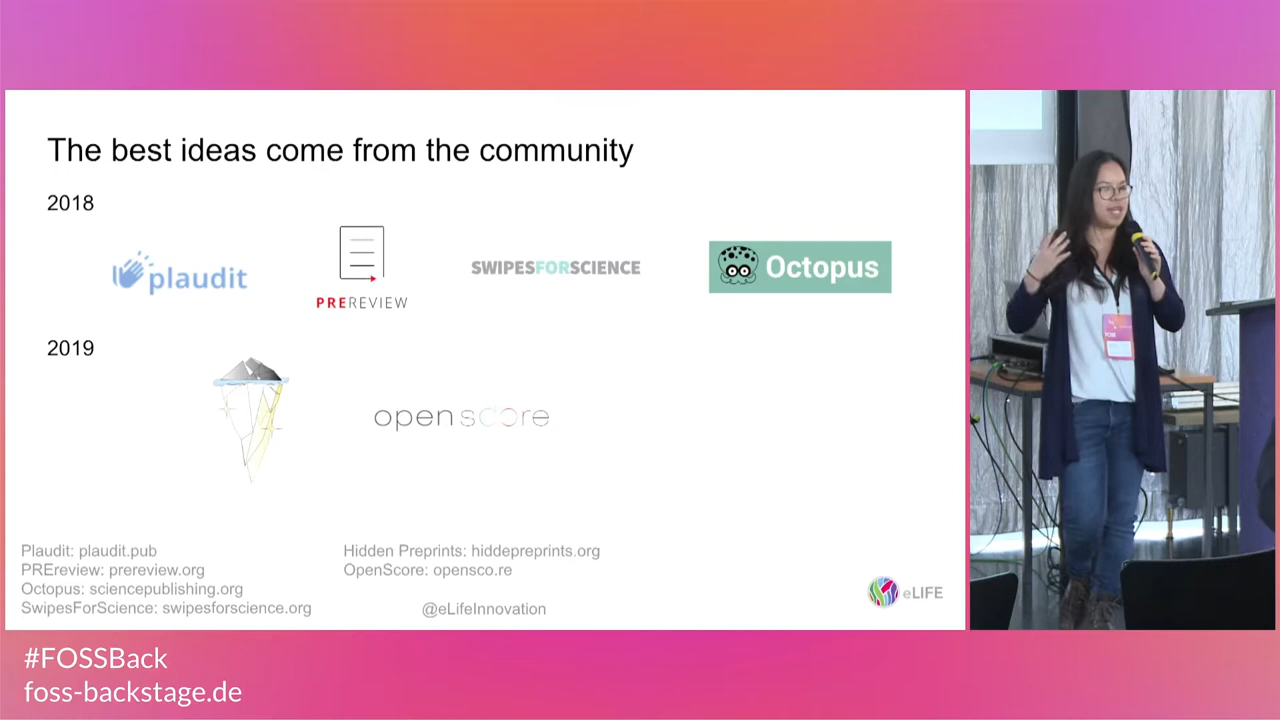 The best ideas come from the community
2018
plaudit
PREREVIEW
SWIPESFORSCIENCE
Octopus
2019
openscore
Plaudit: plaudit.pub
PREreview: prereview.org
Octopus: sciencepublishing.org
SwipesForScience: swipesforscience.org
Hidden Preprints: hiddepreprints.org
OpenScore: opensco.re
@eLifeInnovation
eLIFE
#FOSSBack
foss-backstage.de